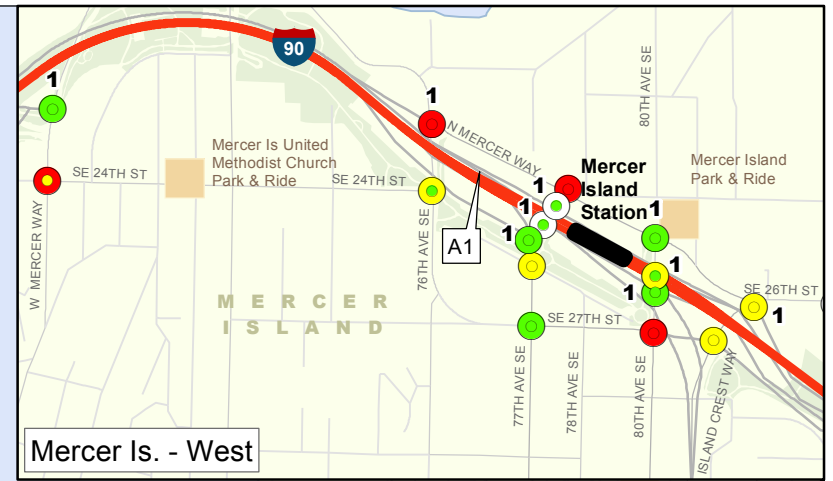 90
1
1
N MERCER WAY
80TH AVE SE
Mercer Is United
Methodist Church
Park & Ride
SE 24TH ST
SE 24TH ST
W MERCER WAY
Mercer
Island
Station
Mercer Island
Park & Ride
1
1
1
1
A1
76TH AVE SE
1
1
SE 26TH ST
1
MERCER
ISLAND
SE 27TH ST
77TH AVE SE
78TH AVE SE
80TH AVE SE
ISLAND CREST WAY
Mercer Is. - West